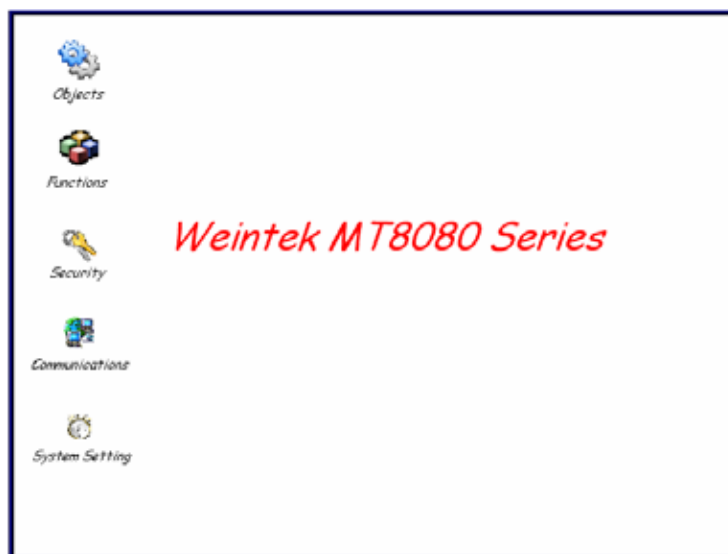 Objects
Functions
Weintek MT8080 Series
Security
Communications
System Setting